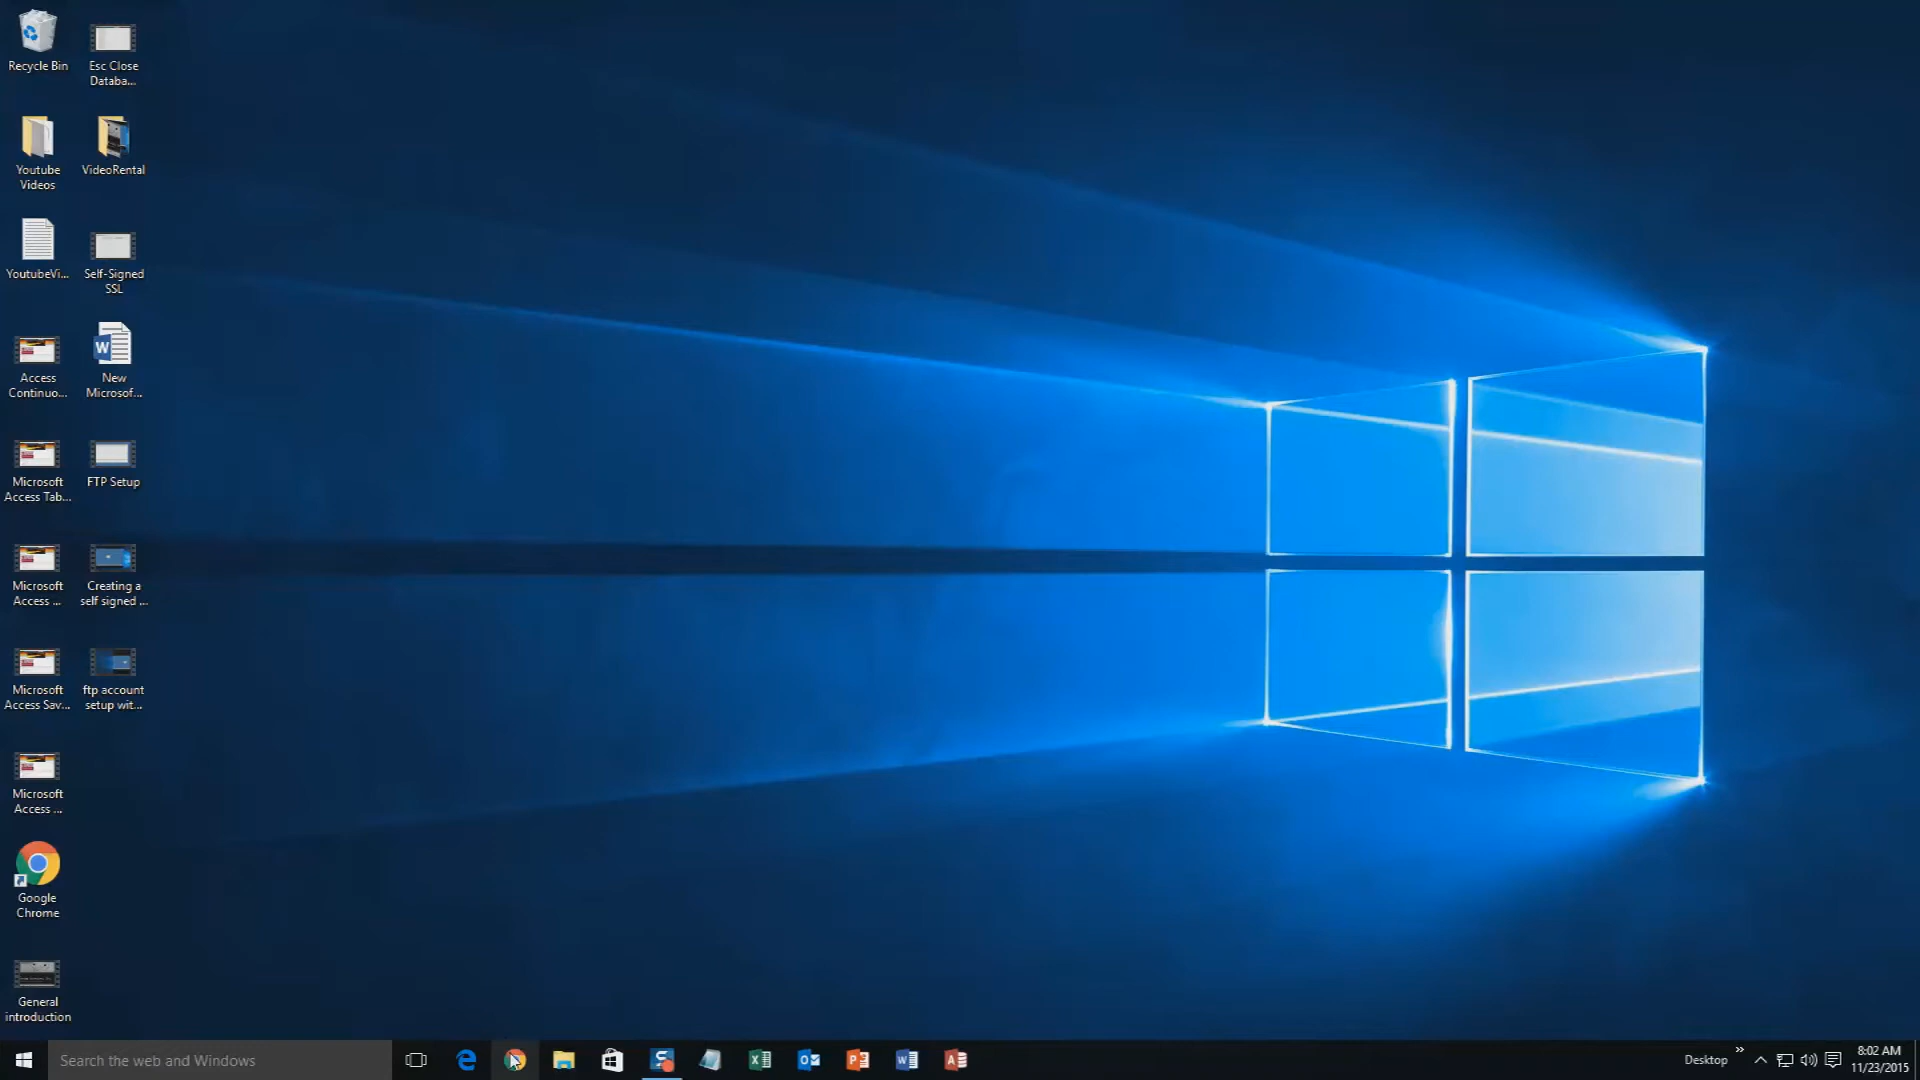 Recycle Bin
Esc Close
Databa...
Youtube
Videos
VideoRental
YoutubeVi...
Self-Signed
SSL
Access
Continuo...
New
Microsof...
Microsoft
Access Tab...
FTP Setup
Microsoft
Access ...
Creating a
self signed ...
Microsoft
Access Sav...
ftp account
setup wit...
Microsoft
Access ...
Google
Chrome
General
introduction
Search the web and Windows
Desktop
8:02 AM
11/23/2015